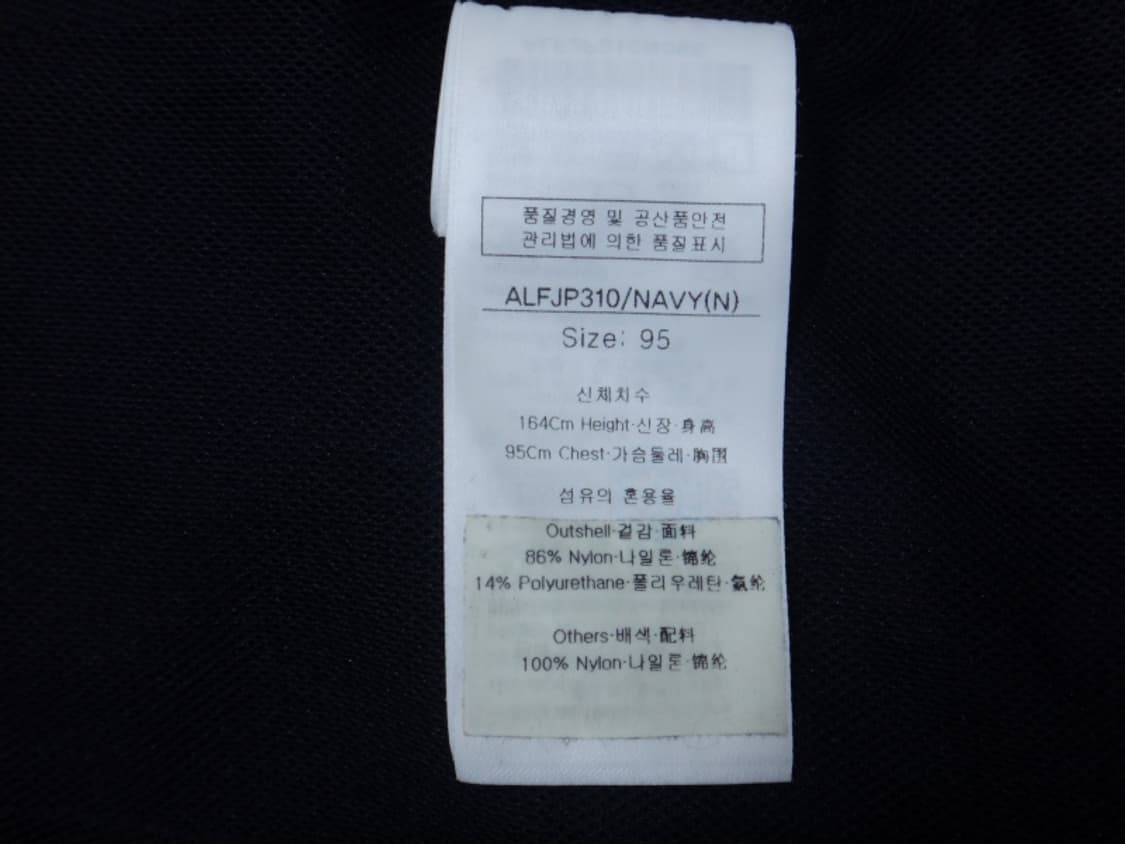 품질경영 및 공산품안전
관리법에 의한 품질표시
ALFJP310/NAVY(N)
Size: 95
신체치수
164Cm Height·신장·身高
95Cm Chest·가슴둘레·胸围
섬유의 혼용율
Outshell·겉감·面料
86% Nylon·나일론·锦纶
14% Polyurethane·폴리우레탄·氨纶
Others·배색·配料
100% Nylon·나일론·锦纶